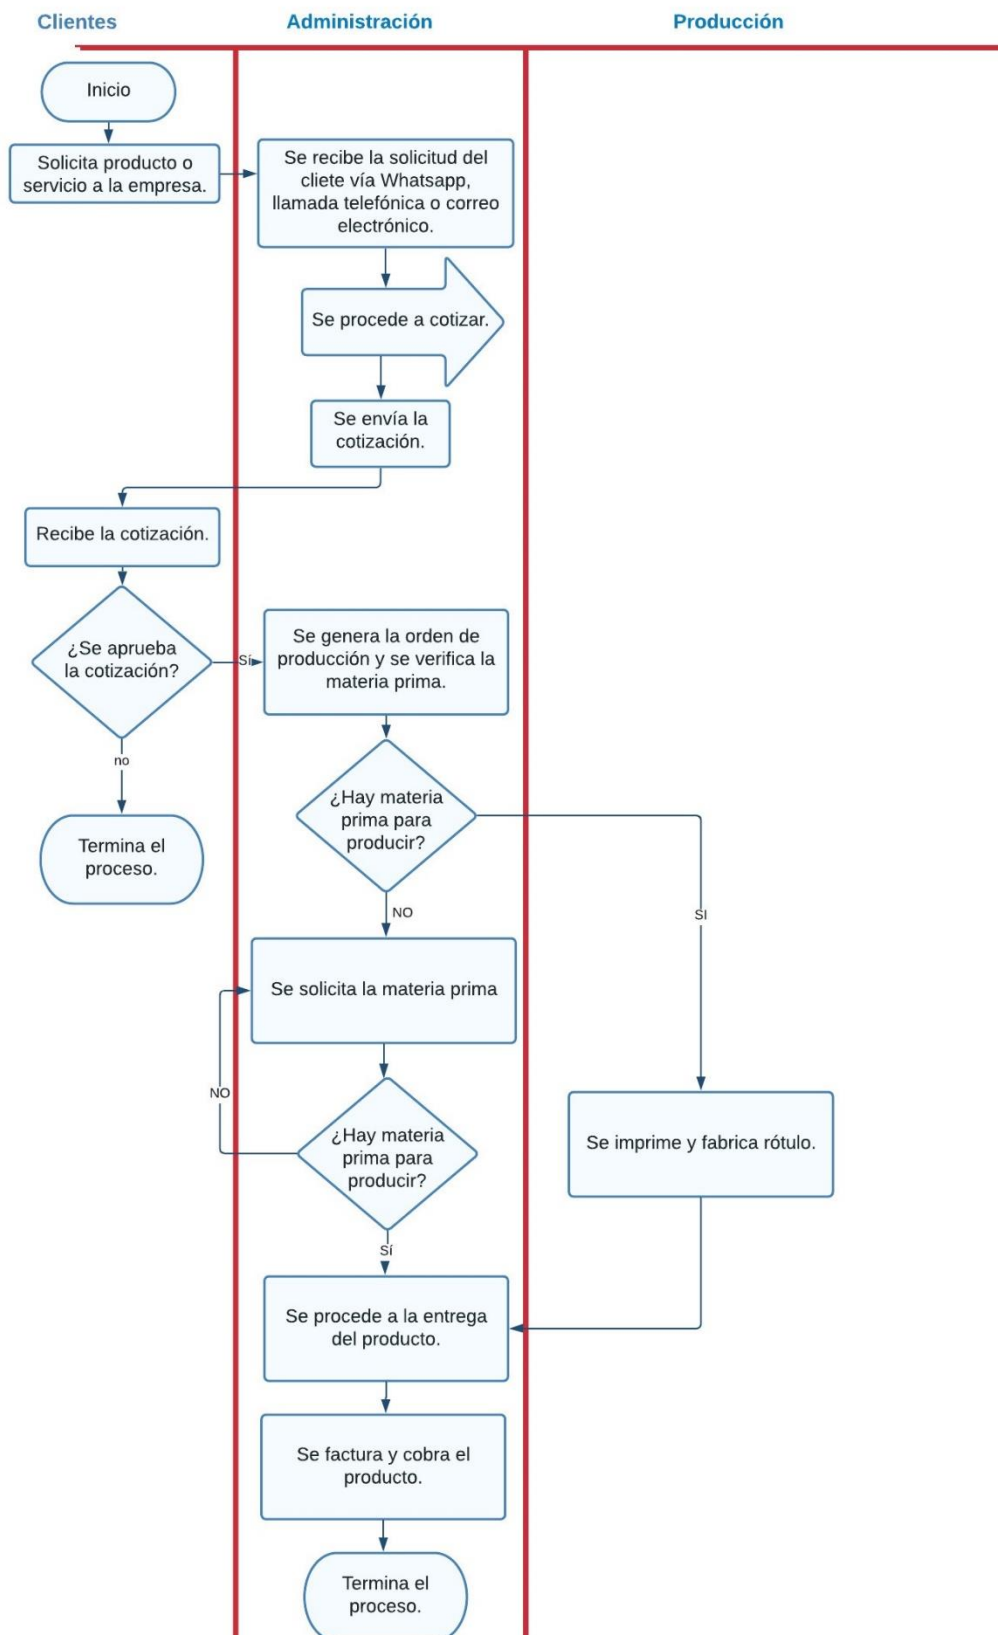 Clientes
Administración
Producción
Inicio
Solicita producto o
servicio a la empresa.
Se recibe la solicitud del
cliete vía Whatsapp,
llamada telefónica o correo
electrónico.
Se procede a cotizar.
Se envía la
cotización.
Recibe la cotización.
¿Se aprueba
la cotización?
Sí
Se genera la orden de
producción y se verifica la
materia prima.
no
Termina el
proceso.
¿Hay materia
prima para
producir?
NO
SI
Se solicita la materia prima
NO
¿Hay materia
prima para
producir?
Se imprime y fabrica rótulo.
Sí
Se procede a la entrega
del producto.
Se factura y cobra el
producto.
Termina el
proceso.